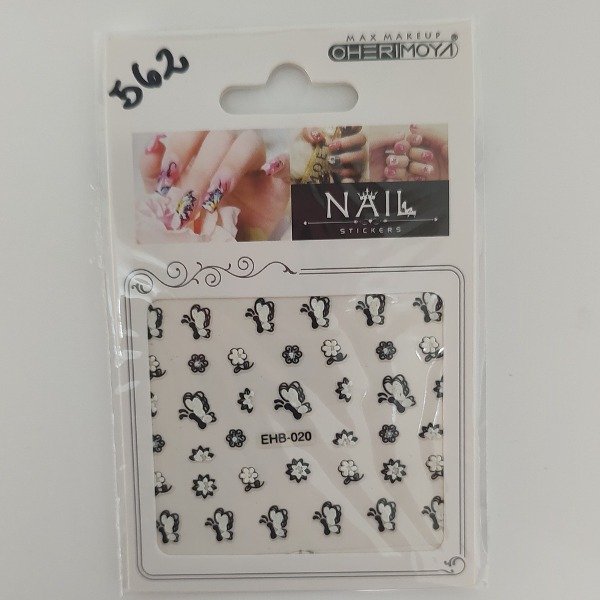 562
MAX MAKEUP
CHERIMOYA
NAIL
STICKERS
EHB-020